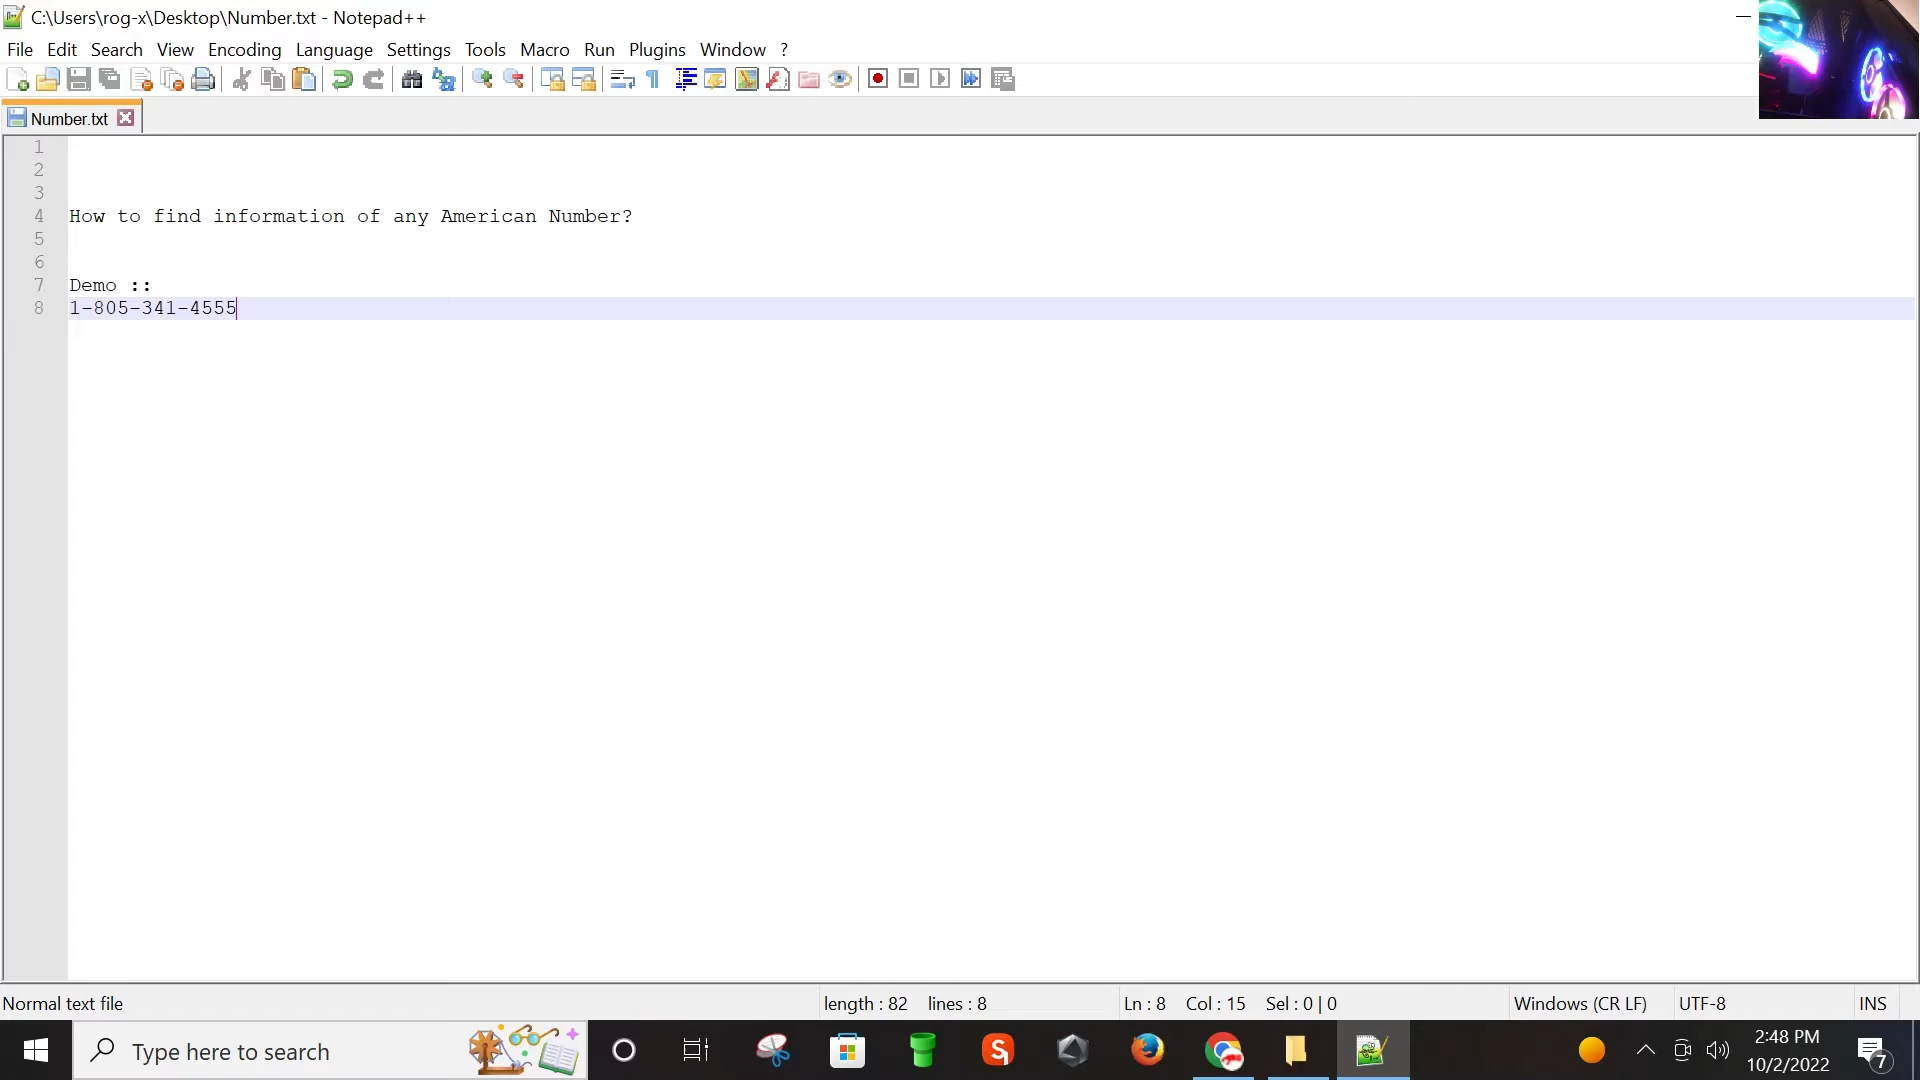 C:\Users\rog-x\Desktop\Number.txt - Notepad++
File Edit Search View Encoding Language Settings Tools Macro Run Plugins Window ?
Number.txt
1
2
3
4 How to find information of any American Number?
5
6
7 Demo ::
8 1-805-341-4555
Normal text file length : 82 lines : 8 Ln : 8 Col : 15 Sel : 0 | 0 Windows (CR LF) UTF-8 INS
Type here to search
2:48 PM
10/2/2022
7